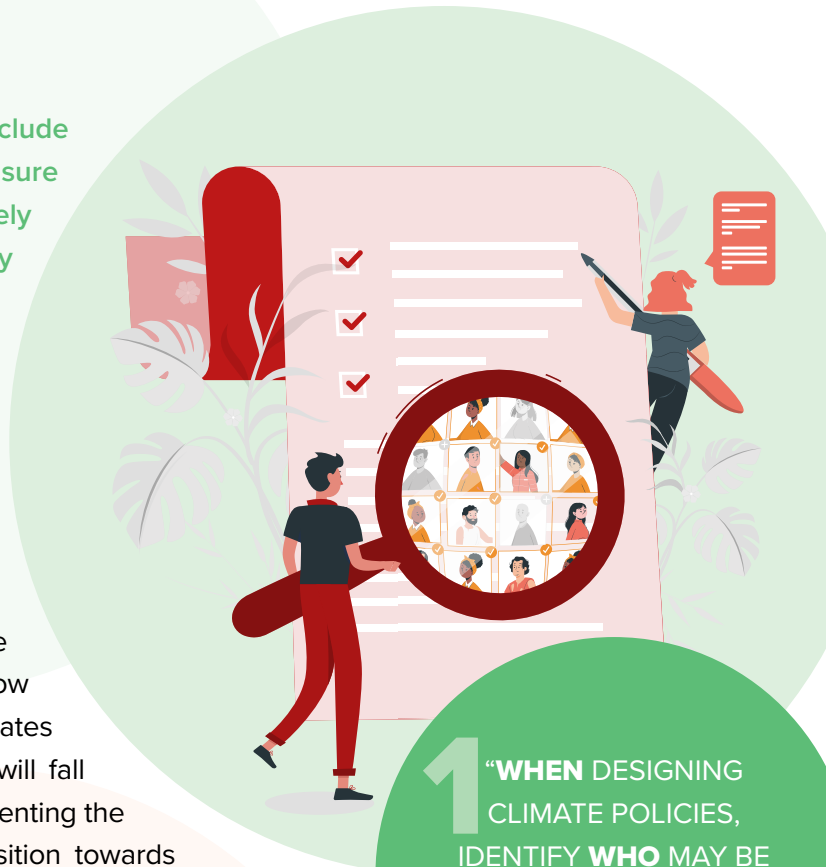 clude
sure
ely
y
e
ow
ates
will fall
enting the
sition towards
1
“WHEN DESIGNING
CLIMATE POLICIES,
IDENTIFY WHO MAY BE